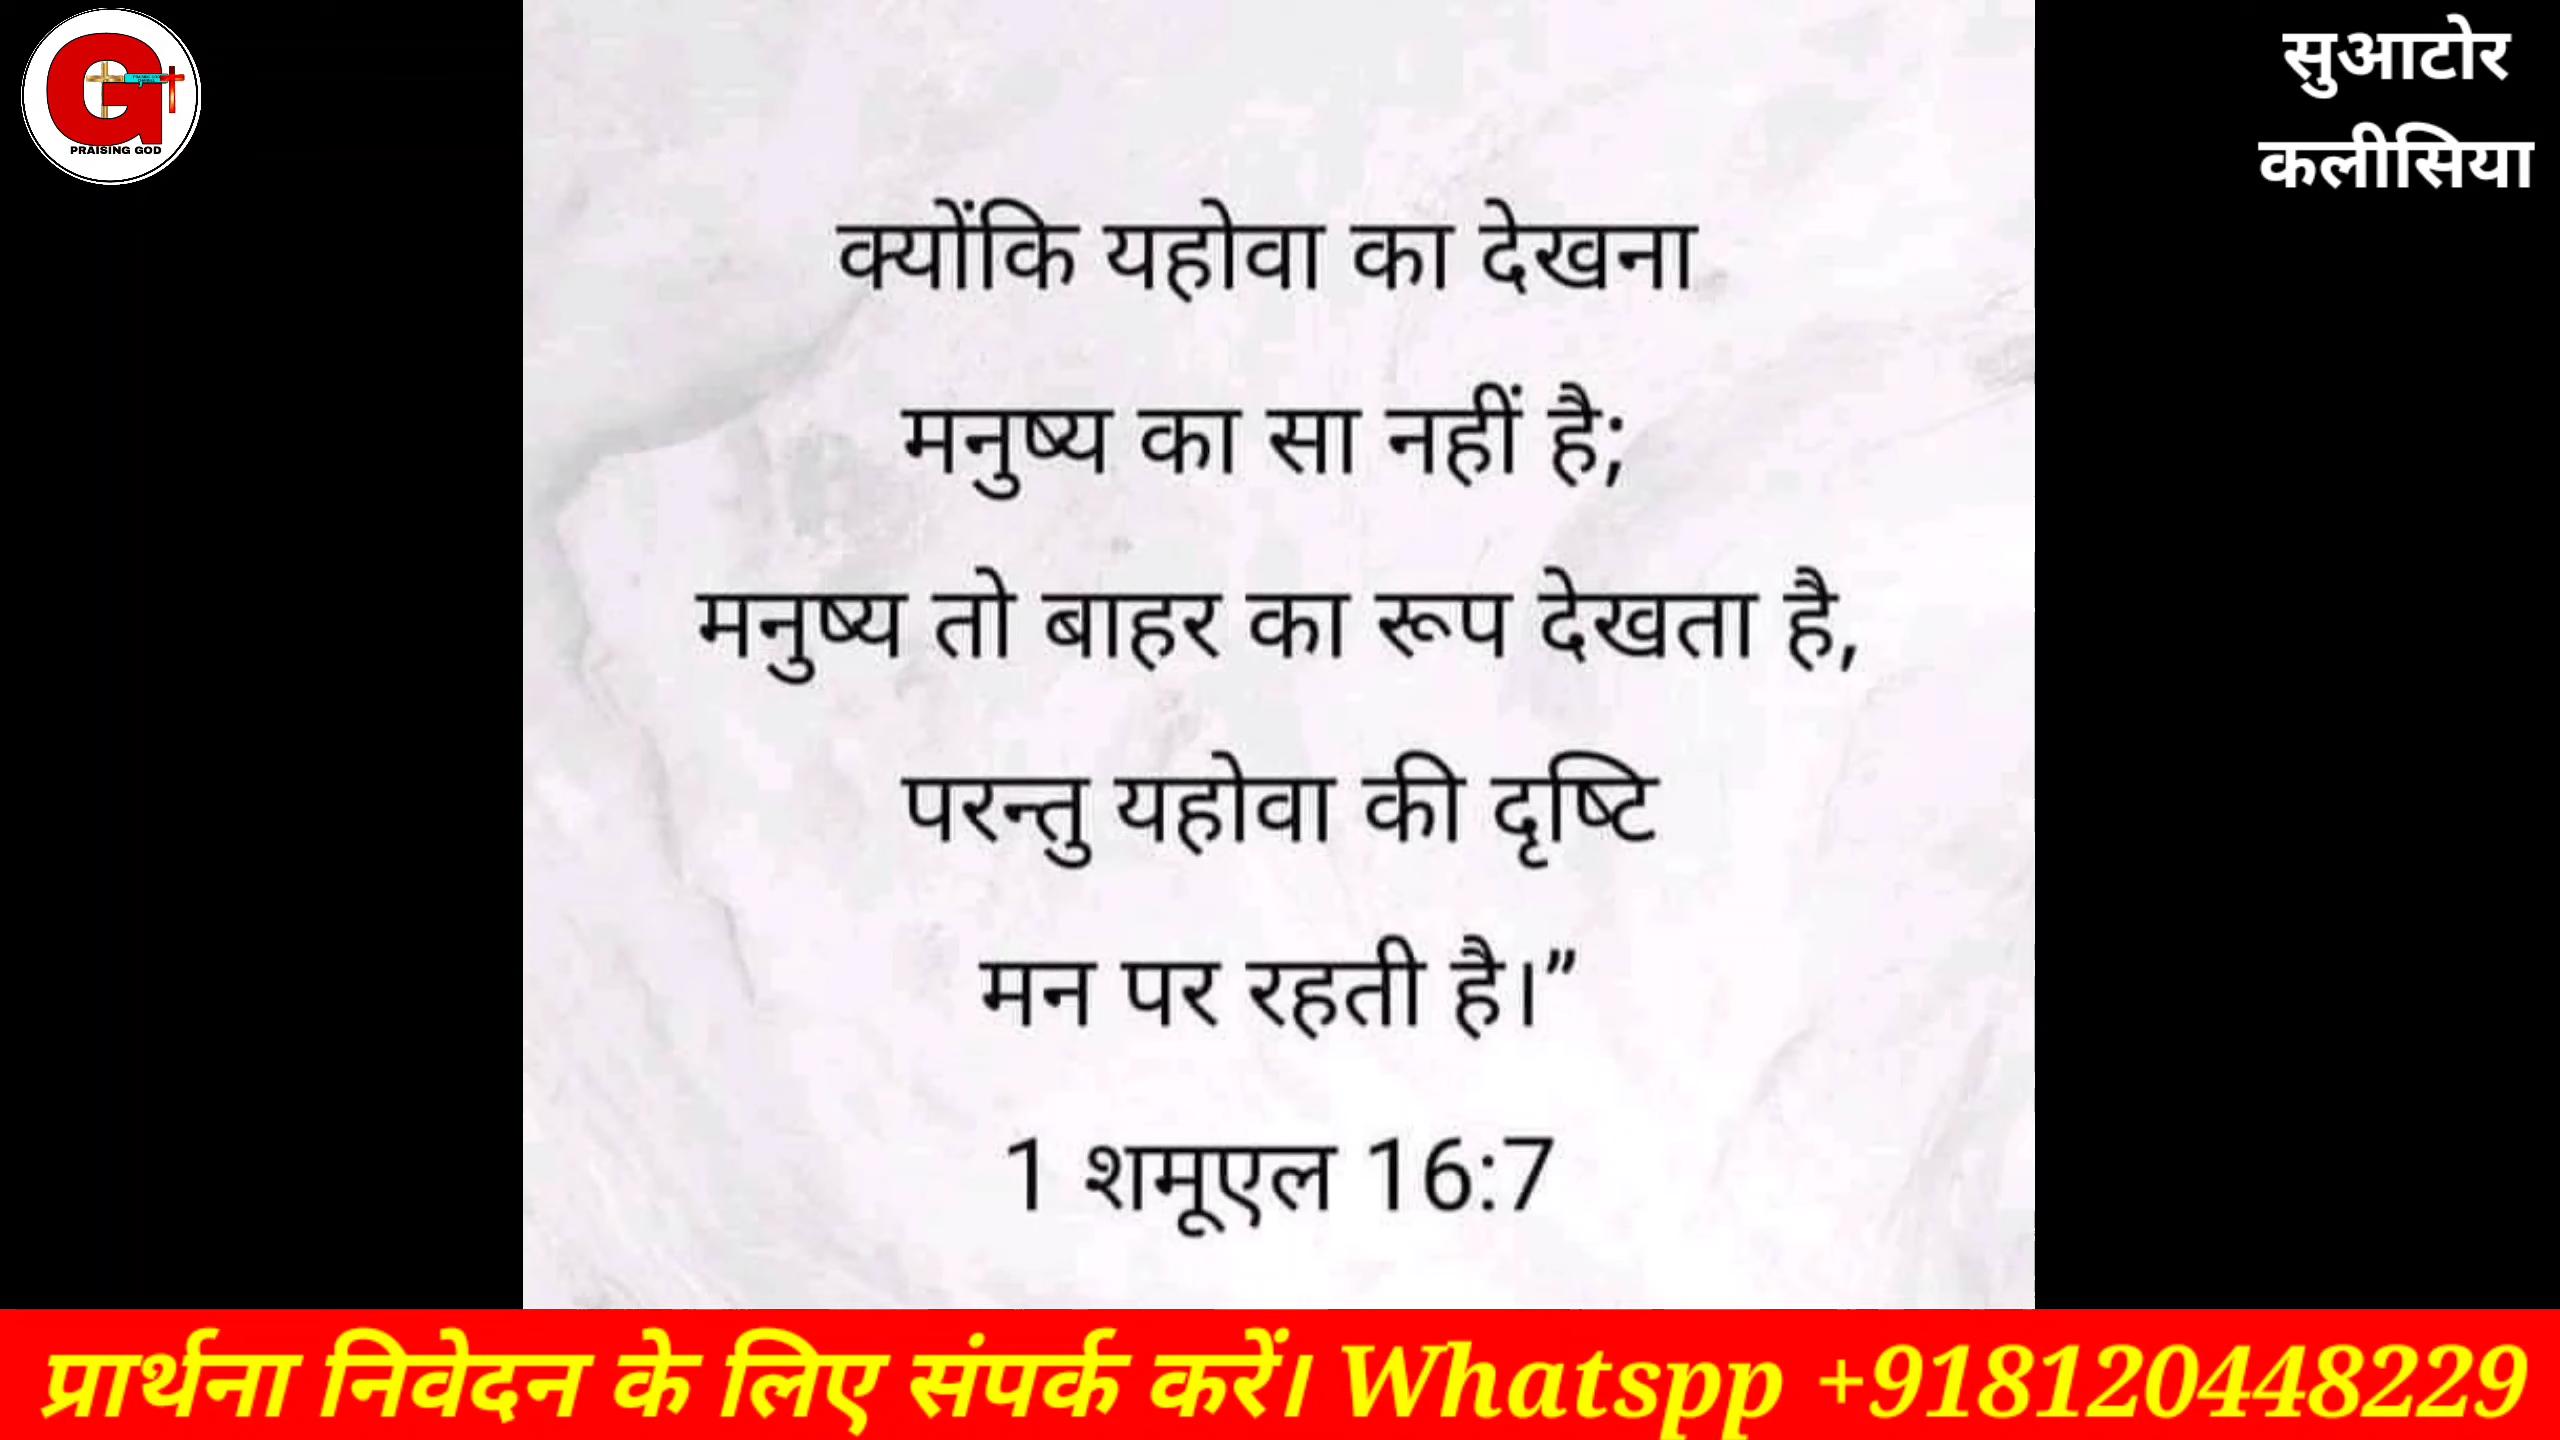 PRAISING GOD
सुआटोर
कलीसिया
क्योंकि यहोवा का देखना
मनुष्य का सा नहीं है;
मनुष्य तो बाहर का रूप देखता है,
परन्तु यहोवा की दृष्टि
मन पर रहती है।”
1 शमूएल 16:7
प्रार्थना निवेदन के लिए संपर्क करें। Whatspp +918120448229